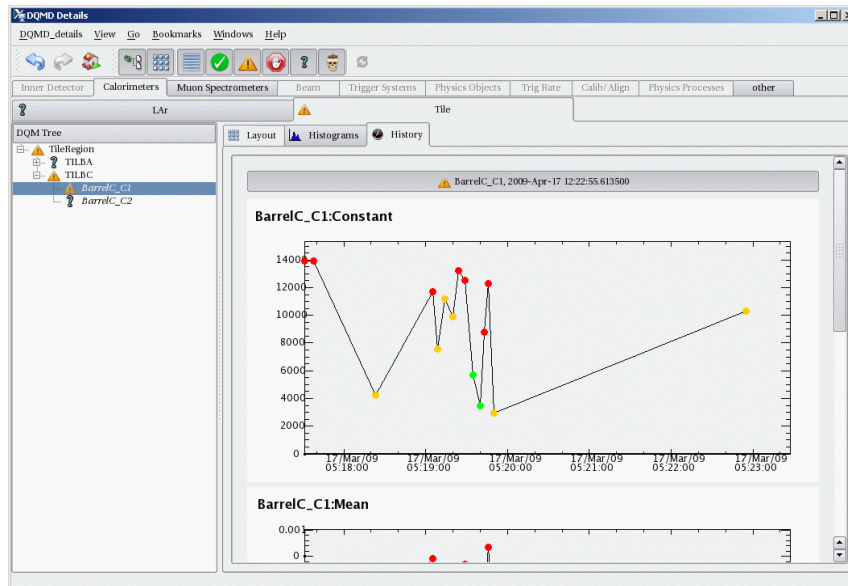 DQMD Details
DQMD_details View Go Bookmarks Windows Help
Inner Detector Calorimeters Muon Spectrometers Beam Trigger Systems Physics Objects Trig Rate Calib/Align Physics Processes other
? LAr Tile
DQM Tree
TileRegion
? TILBA
TILBC
BarrelC_C1
? BarrelC_C2
Layout Histograms History
BarrelC_C1, 2009-Apr-17 12:22:55.613500
BarrelC_C1:Constant
14000
12000
10000
8000
6000
4000
2000
0
17/Mar/09 17/Mar/09 17/Mar/09 17/Mar/09 17/Mar/09 17/Mar/09
05:18:00 05:19:00 05:20:00 05:21:00 05:22:00 05:23:00
BarrelC_C1:Mean
0.001
0